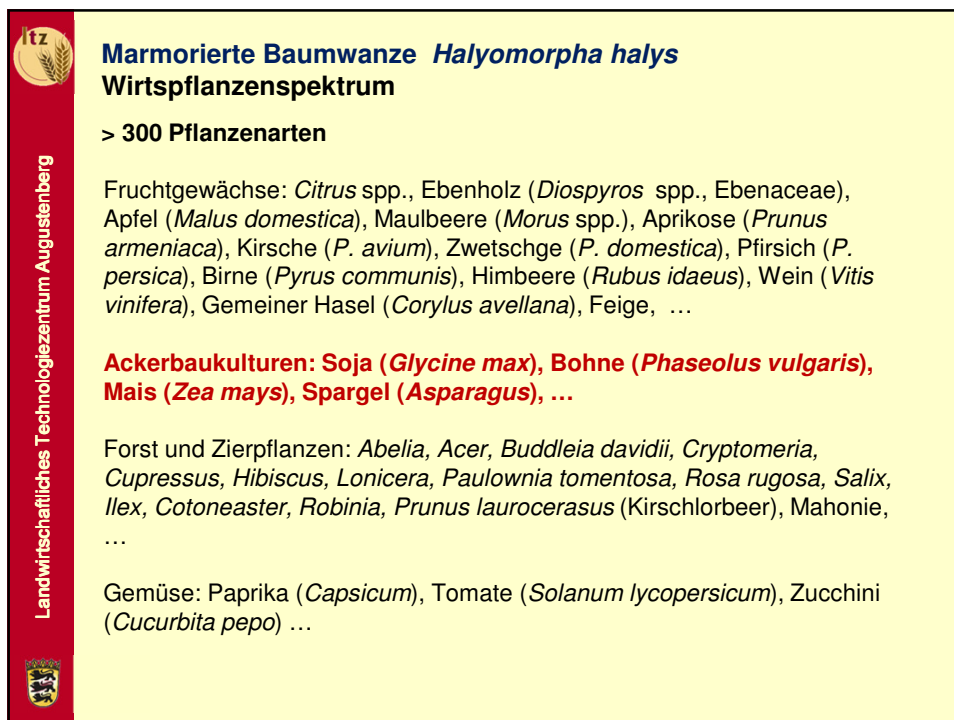 ltz
Landwirtschaftliches Technologiezentrum Augustenberg
Marmorierte Baumwanze Halyomorpha halys
Wirtspflanzenspektrum
> 300 Pflanzenarten
Fruchtgewächse: Citrus spp., Ebenholz (Diospyros spp., Ebenaceae),
Apfel (Malus domestica), Maulbeere (Morus spp.), Aprikose (Prunus
armeniaca), Kirsche (P. avium), Zwetschge (P. domestica), Pfirsich (P.
persica), Birne (Pyrus communis), Himbeere (Rubus idaeus), Wein (Vitis
vinifera), Gemeiner Hasel (Corylus avellana), Feige, …
Ackerbaukulturen: Soja (Glycine max), Bohne (Phaseolus vulgaris),
Mais (Zea mays), Spargel (Asparagus), …
Forst und Zierpflanzen: Abelia, Acer, Buddleia davidii, Cryptomeria,
Cupressus, Hibiscus, Lonicera, Paulownia tomentosa, Rosa rugosa, Salix,
Ilex, Cotoneaster, Robinia, Prunus laurocerasus (Kirschlorbeer), Mahonie,
…
Gemüse: Paprika (Capsicum), Tomate (Solanum lycopersicum), Zucchini
(Cucurbita pepo) …